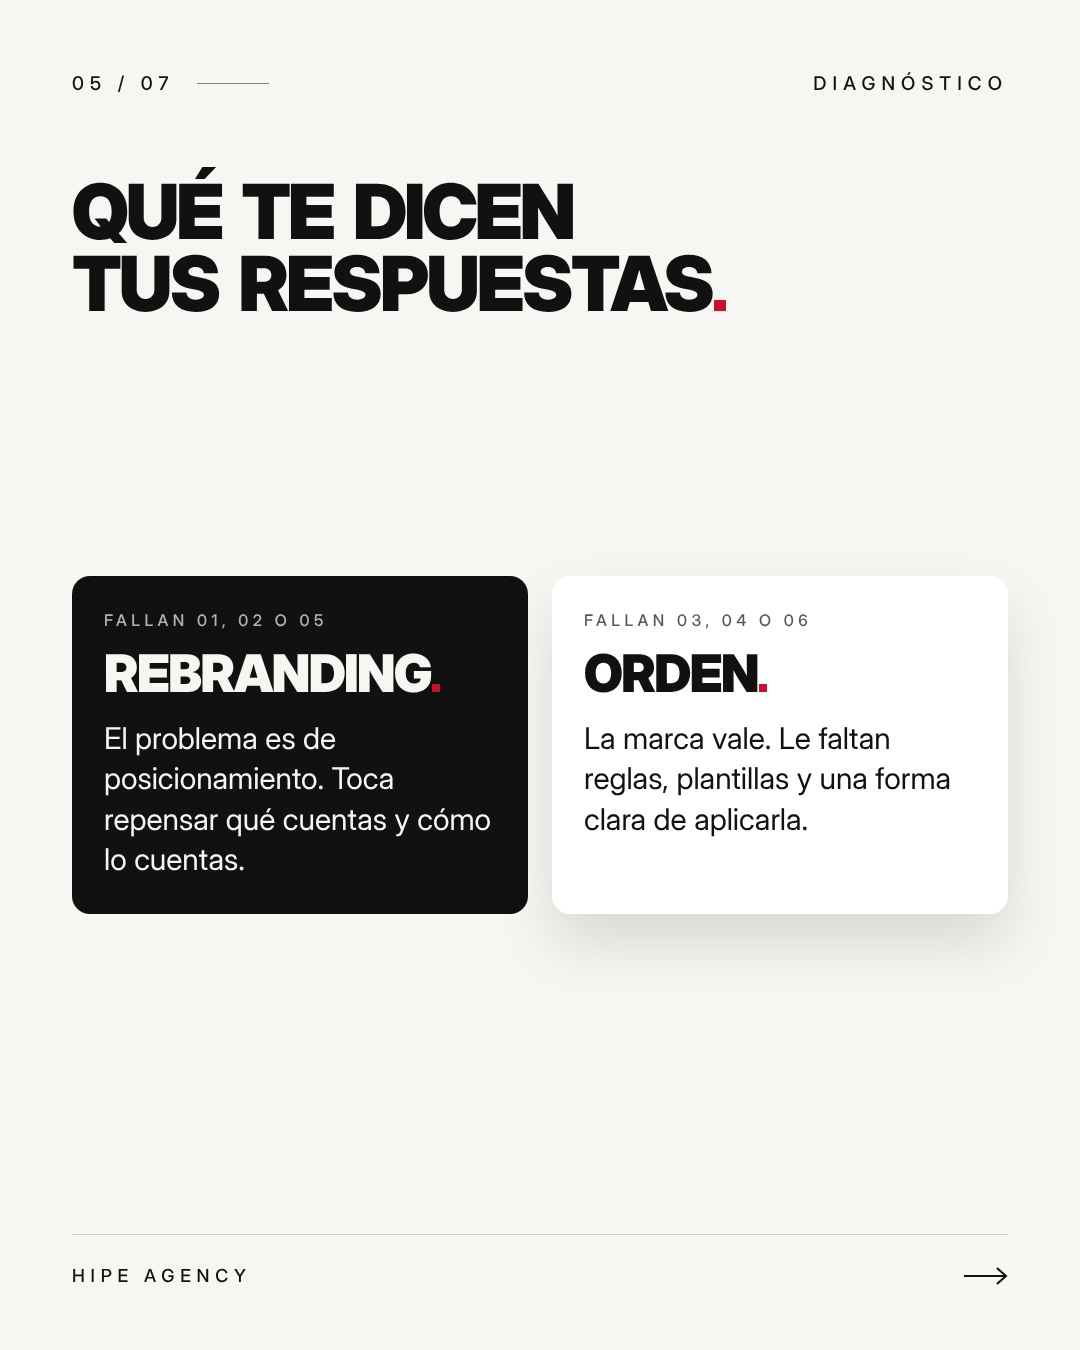 05 / 07
DIAGNÓSTICO
QUÉ TE DICEN
TUS RESPUESTAS.
FALLAN 01, 02 O 05
REBRANDING.
El problema es de
posicionamiento. Toca
repensar qué cuentas y cómo
lo cuentas.
FALLAN 03, 04 O 06
ORDEN.
La marca vale. Le faltan
reglas, plantillas y una forma
clara de aplicarla.
HIPE AGENCY